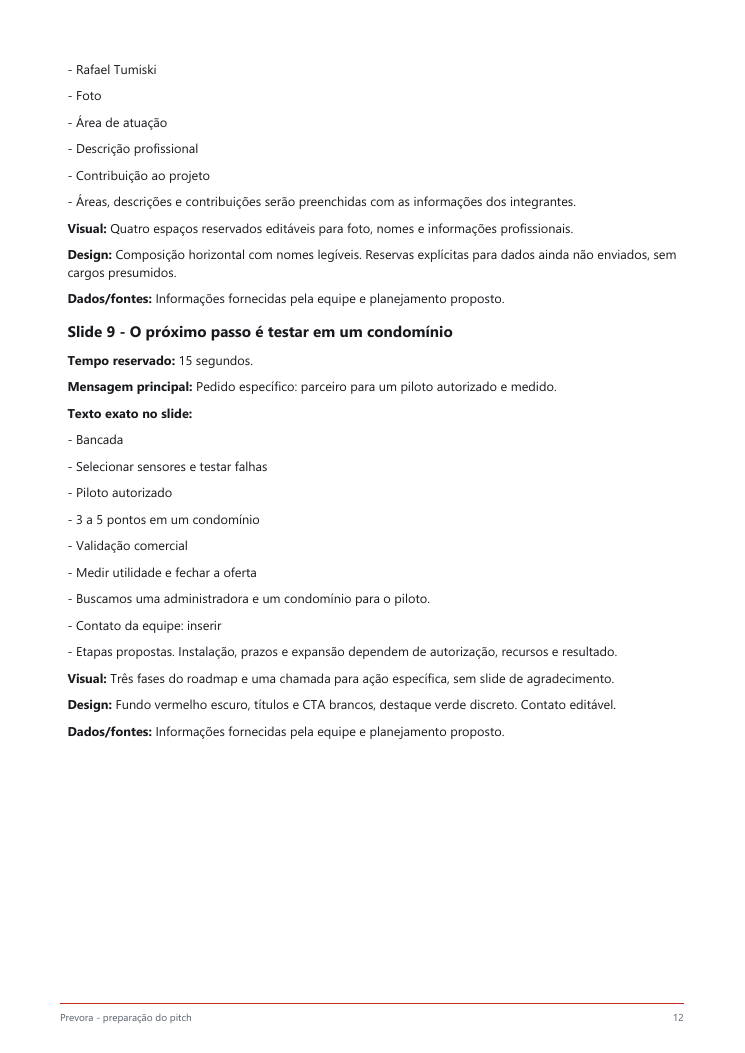 - Rafael Tumiski
- Foto
- Área de atuação
- Descrição profissional
- Contribuição ao projeto
- Áreas, descrições e contribuições serão preenchidas com as informações dos integrantes.
Visual: Quatro espaços reservados editáveis para foto, nomes e informações profissionais.
Design: Composição horizontal com nomes legíveis. Reservas explícitas para dados ainda não enviados, sem
cargos presumidos.
Dados/fontes: Informações fornecidas pela equipe e planejamento proposto.
Slide 9 - O próximo passo é testar em um condomínio
Tempo reservado: 15 segundos.
Mensagem principal: Pedido específico: parceiro para um piloto autorizado e medido.
Texto exato no slide:
- Bancada
- Selecionar sensores e testar falhas
- Piloto autorizado
- 3 a 5 pontos em um condomínio
- Validação comercial
- Medir utilidade e fechar a oferta
- Buscamos uma administradora e um condomínio para o piloto.
- Contato da equipe: inserir
- Etapas propostas. Instalação, prazos e expansão dependem de autorização, recursos e resultado.
Visual: Três fases do roadmap e uma chamada para ação específica, sem slide de agradecimento.
Design: Fundo vermelho escuro, títulos e CTA brancos, destaque verde discreto. Contato editável.
Dados/fontes: Informações fornecidas pela equipe e planejamento proposto.
Prevora - preparação do pitch
12